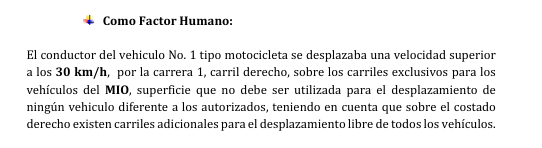 Como Factor Humano:
El conductor del vehiculo No. 1 tipo motocicleta se desplazaba una velocidad superior
a los 30 km/h, por la carrera 1, carril derecho, sobre los carriles exclusivos para los
vehículos del MIO, superficie que no debe ser utilizada para el desplazamiento de
ningún vehiculo diferente a los autorizados, teniendo en cuenta que sobre el costado
derecho existen carriles adicionales para el desplazamiento libre de todos los vehículos.